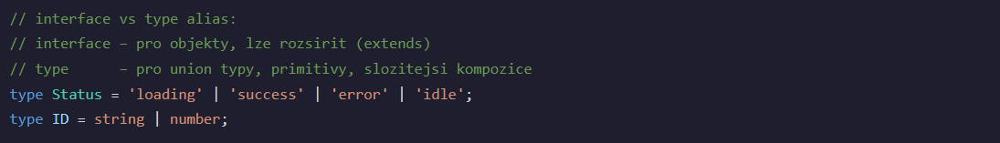 // interface vs type alias:
// interface – pro objekty, lze rozsirit (extends)
// type      – pro union typy, primitivy, slozitejsi kompozice
type Status = 'loading' | 'success' | 'error' | 'idle';
type ID = string | number;